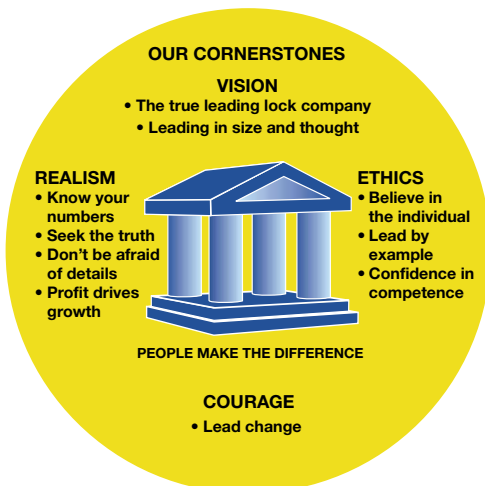 OUR CORNERSTONES
VISION
• The true leading lock company
• Leading in size and thought
REALISM
• Know your
numbers
• Seek the truth
• Don't be afraid
of details
• Profit drives
growth
ETHICS
• Believe in
the individual
• Lead by
example
• Confidence in
competence
PEOPLE MAKE THE DIFFERENCE
COURAGE
• Lead change